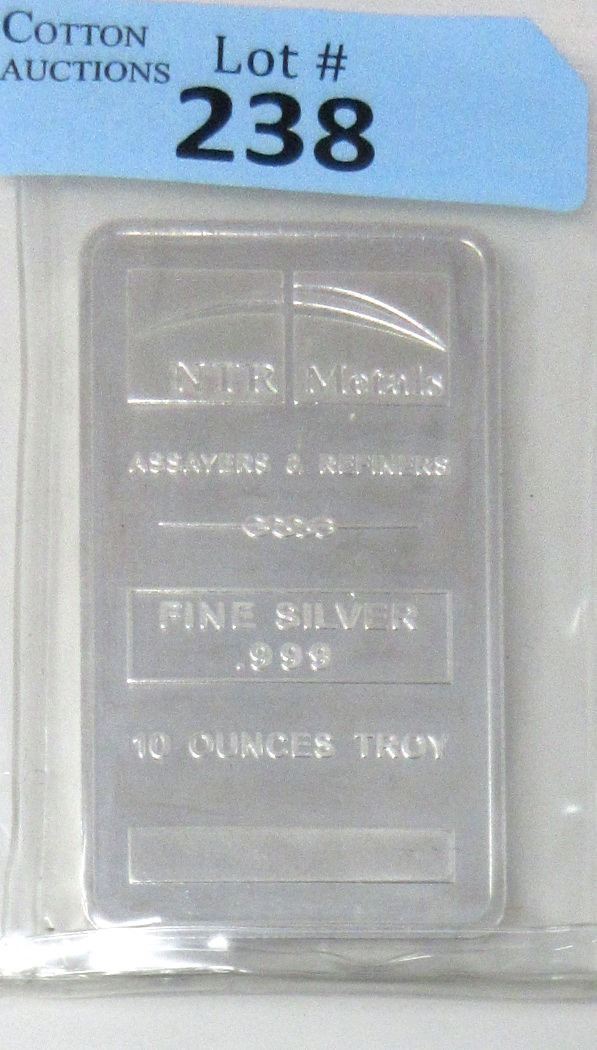 COTTON
AUCTIONS
Lot #
238
NTR Metals
ASSAYERS & REFINERS
FINE SILVER
.999
10 OUNCES TROY